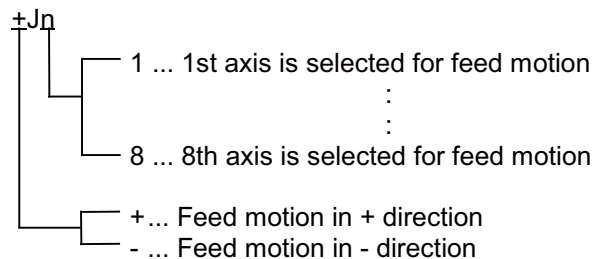 +Jn
1 ... 1st axis is selected for feed motion
:
:
8 ... 8th axis is selected for feed motion
+... Feed motion in + direction
- ... Feed motion in - direction